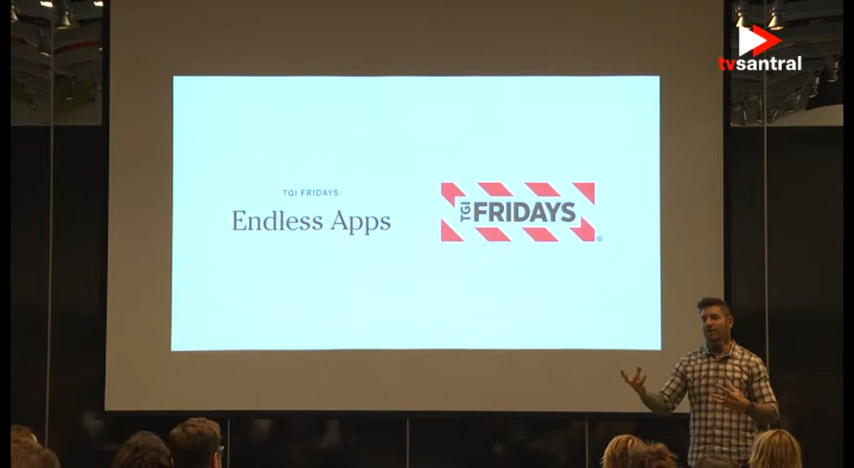 tvsantral
TGI FRIDAYS:
Endless Apps
TGI FRIDAYS®